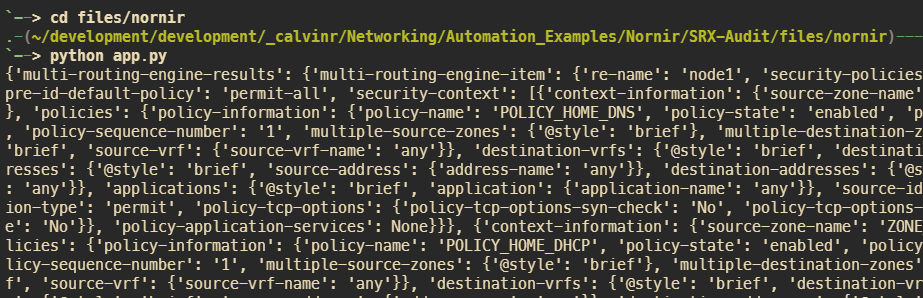 `--> cd files/nornir
.-(~/development/development/_calvinr/Networking/Automation_Examples/Nornir/SRX-Audit/files/nornir)---
`--> python app.py
{'multi-routing-engine-results': {'multi-routing-engine-item': {'re-name': 'node1', 'security-policies
pre-id-default-policy': 'permit-all', 'security-context': [{'context-information': {'source-zone-name'
}, 'policies': {'policy-information': {'policy-name': 'POLICY_HOME_DNS', 'policy-state': 'enabled', 'p
, 'policy-sequence-number': '1', 'multiple-source-zones': {'@style': 'brief'}, 'multiple-destination-z
'brief', 'source-vrf': {'source-vrf-name': 'any'}}, 'destination-vrfs': {'@style': 'brief', 'destinati
resses': {'@style': 'brief', 'source-address': {'address-name': 'any'}}, 'destination-addresses': {'@s
: 'any'}}, 'applications': {'@style': 'brief', 'application': {'application-name': 'any'}}, 'source-id
ion-type': 'permit', 'policy-tcp-options': {'policy-tcp-options-syn-check': 'No', 'policy-tcp-options-
e': 'No'}}, 'policy-application-services': None}}}, {'context-information': {'source-zone-name': 'ZONE
licies': {'policy-information': {'policy-name': 'POLICY_HOME_DHCP', 'policy-state': 'enabled', 'policy
licy-sequence-number': '1', 'multiple-source-zones': {'@style': 'brief'}, 'multiple-destination-zones'
f', 'source-vrf': {'source-vrf-name': 'any'}}, 'destination-vrfs': {'@style': 'brief', 'destination-vr